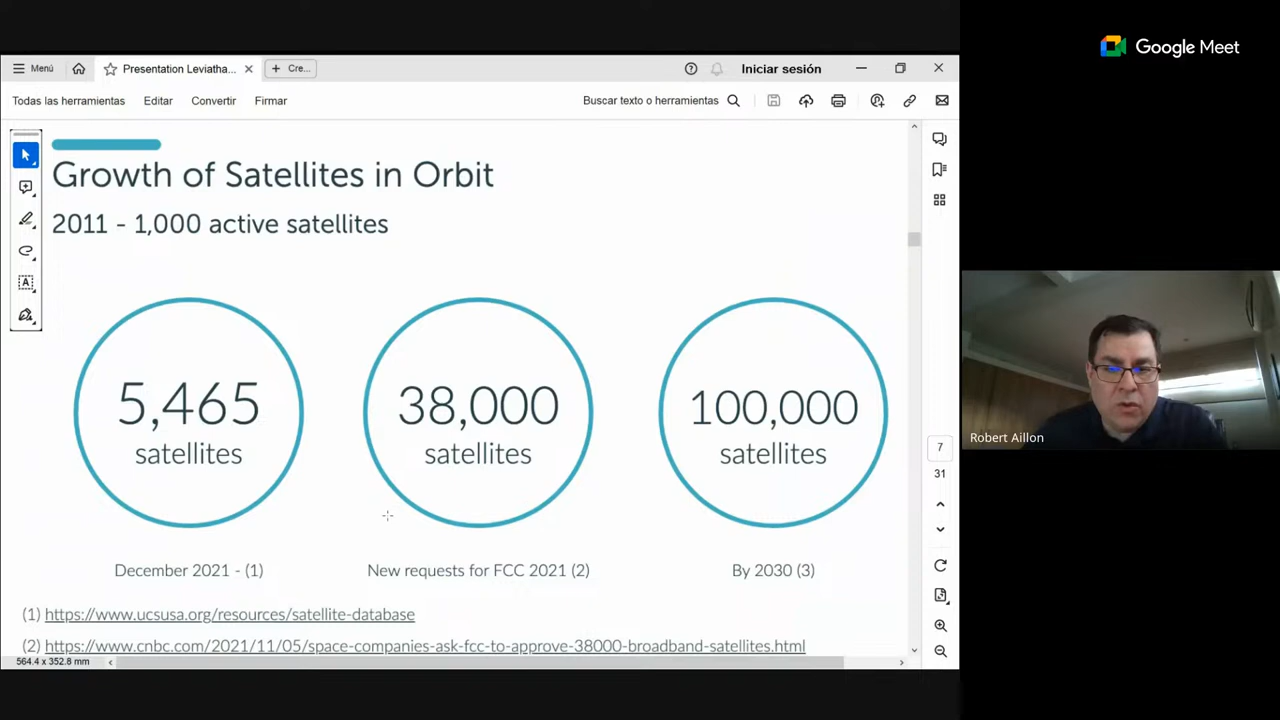 Google Meet
Menú
Presentation Leviatha...
Cre...
Iniciar sesión
Todas las herramientas
Editar
Convertir
Firmar
Buscar texto o herramientas
Growth of Satellites in Orbit
2011 - 1,000 active satellites
5,465
satellites
38,000
satellites
100,000
satellites
December 2021 - (1)
New requests for FCC 2021 (2)
By 2030 (3)
(1) https://www.ucsusa.org/resources/satellite-database
(2) https://www.cnbc.com/2021/11/05/space-companies-ask-fcc-to-approve-38000-broadband-satellites.html
564.4 x 352.8 mm
7
31
Robert Aillon